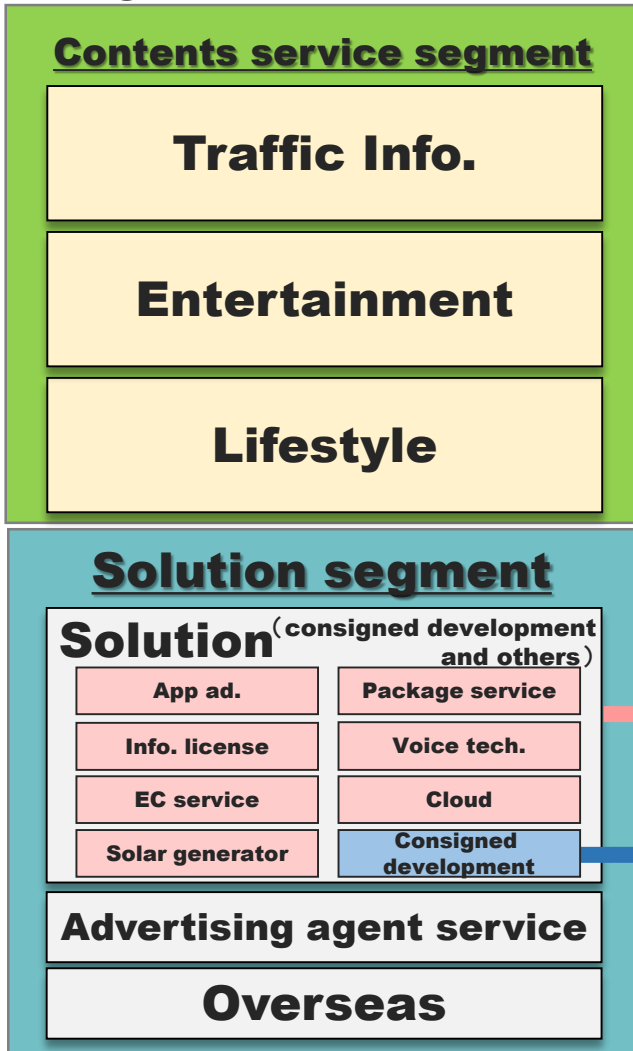 Contents service segment
Traffic Info.
Entertainment
Lifestyle
Solution segment
Solution（consigned development
and others）
App ad.
Package service
Info. license
Voice tech.
EC service
Cloud
Solar generator
Consigned
development
Advertising agent service
Overseas